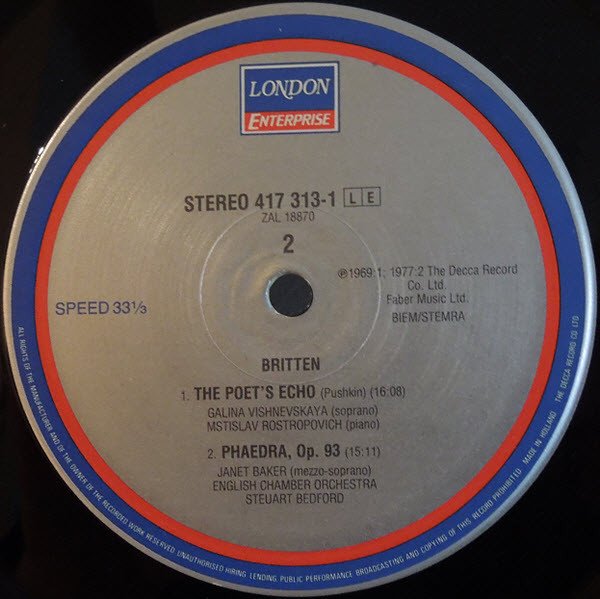 LONDON
ENTERPRISE
STEREO 417 313-1 L E
ZAL 18870
2
℗1969:1; 1977:2 The Decca Record
Co. Ltd.
Faber Music Ltd.
BIEM/STEMRA
SPEED 33⅓
BRITTEN
1. THE POET'S ECHO (Pushkin) (16:08)
GALINA VISHNEVSKAYA (soprano)
MSTISLAV ROSTROPOVICH (piano)
2. PHAEDRA, Op. 93 (15:11)
JANET BAKER (mezzo-soprano)
ENGLISH CHAMBER ORCHESTRA
STEUART BEDFORD
ALL RIGHTS OF THE MANUFACTURER AND OF THE OWNER OF THE RECORDED WORK RESERVED. UNAUTHORISED HIRING, LENDING, PUBLIC PERFORMANCE, BROADCASTING AND COPYING OF THIS RECORD PROHIBITED MADE IN HOLLAND THE DECCA RECORD CO LTD